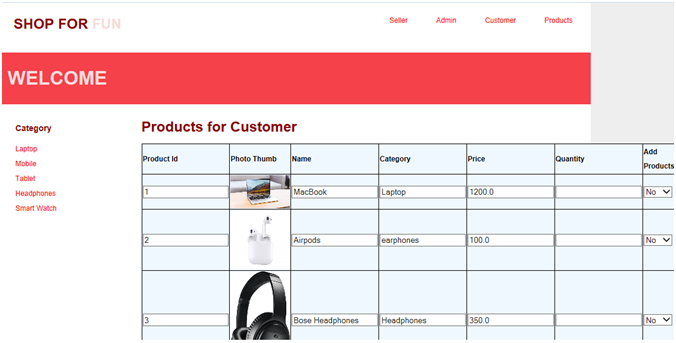 SHOP FOR FUN
Seller Admin Customer Products
WELCOME
Category
Laptop
Mobile
Tablet
Headphones
Smart Watch
Products for Customer
Product Id Photo Thumb Name Category Price Quantity Add Products
1 MacBook Laptop 1200.0 No
2 Airpods earphones 100.0 No
3 Bose Headphones Headphones 350.0 No